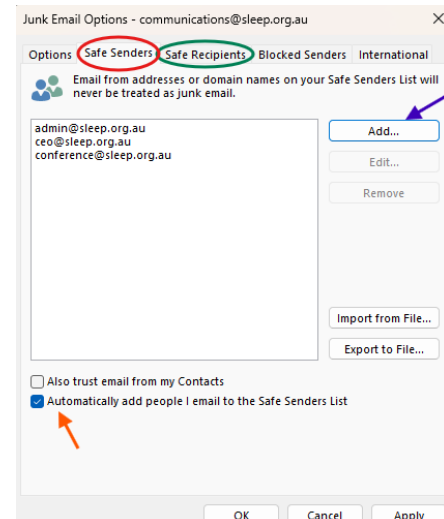 Junk Email Options - communications@sleep.org.au
Options Safe Senders Safe Recipients Blocked Senders International
Email from addresses or domain names on your Safe Senders List will
never be treated as junk email.
admin@sleep.org.au
ceo@sleep.org.au
conference@sleep.org.au
Add...
Edit...
Remove
Import from File...
Export to File...
Also trust email from my Contacts
Automatically add people I email to the Safe Senders List
OK Cancel Apply